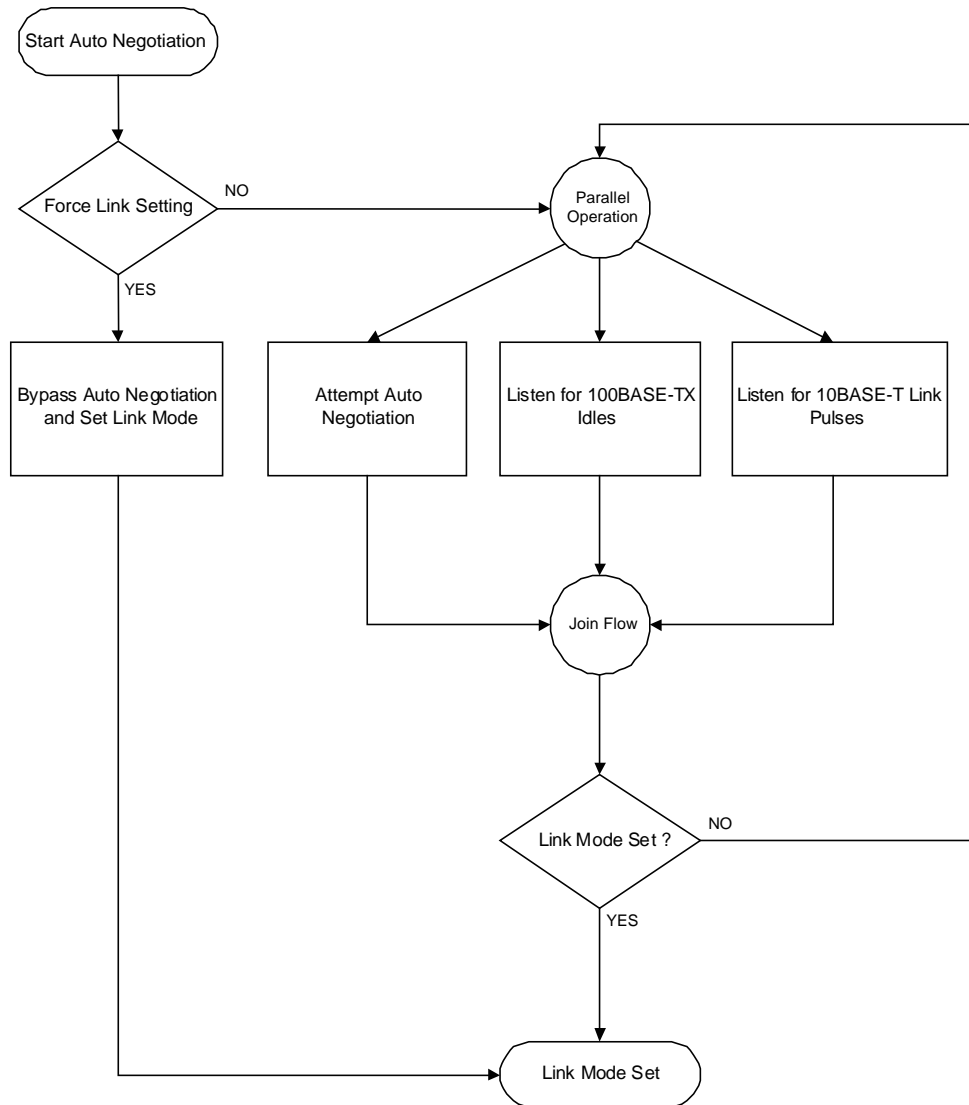 Start Auto Negotiation
Force Link Setting
NO
Parallel
Operation
YES
Bypass Auto Negotiation
and Set Link Mode
Attempt Auto
Negotiation
Listen for 100BASE-TX
Idles
Listen for 10BASE-T Link
Pulses
Join Flow
Link Mode Set ?
NO
YES
Link Mode Set